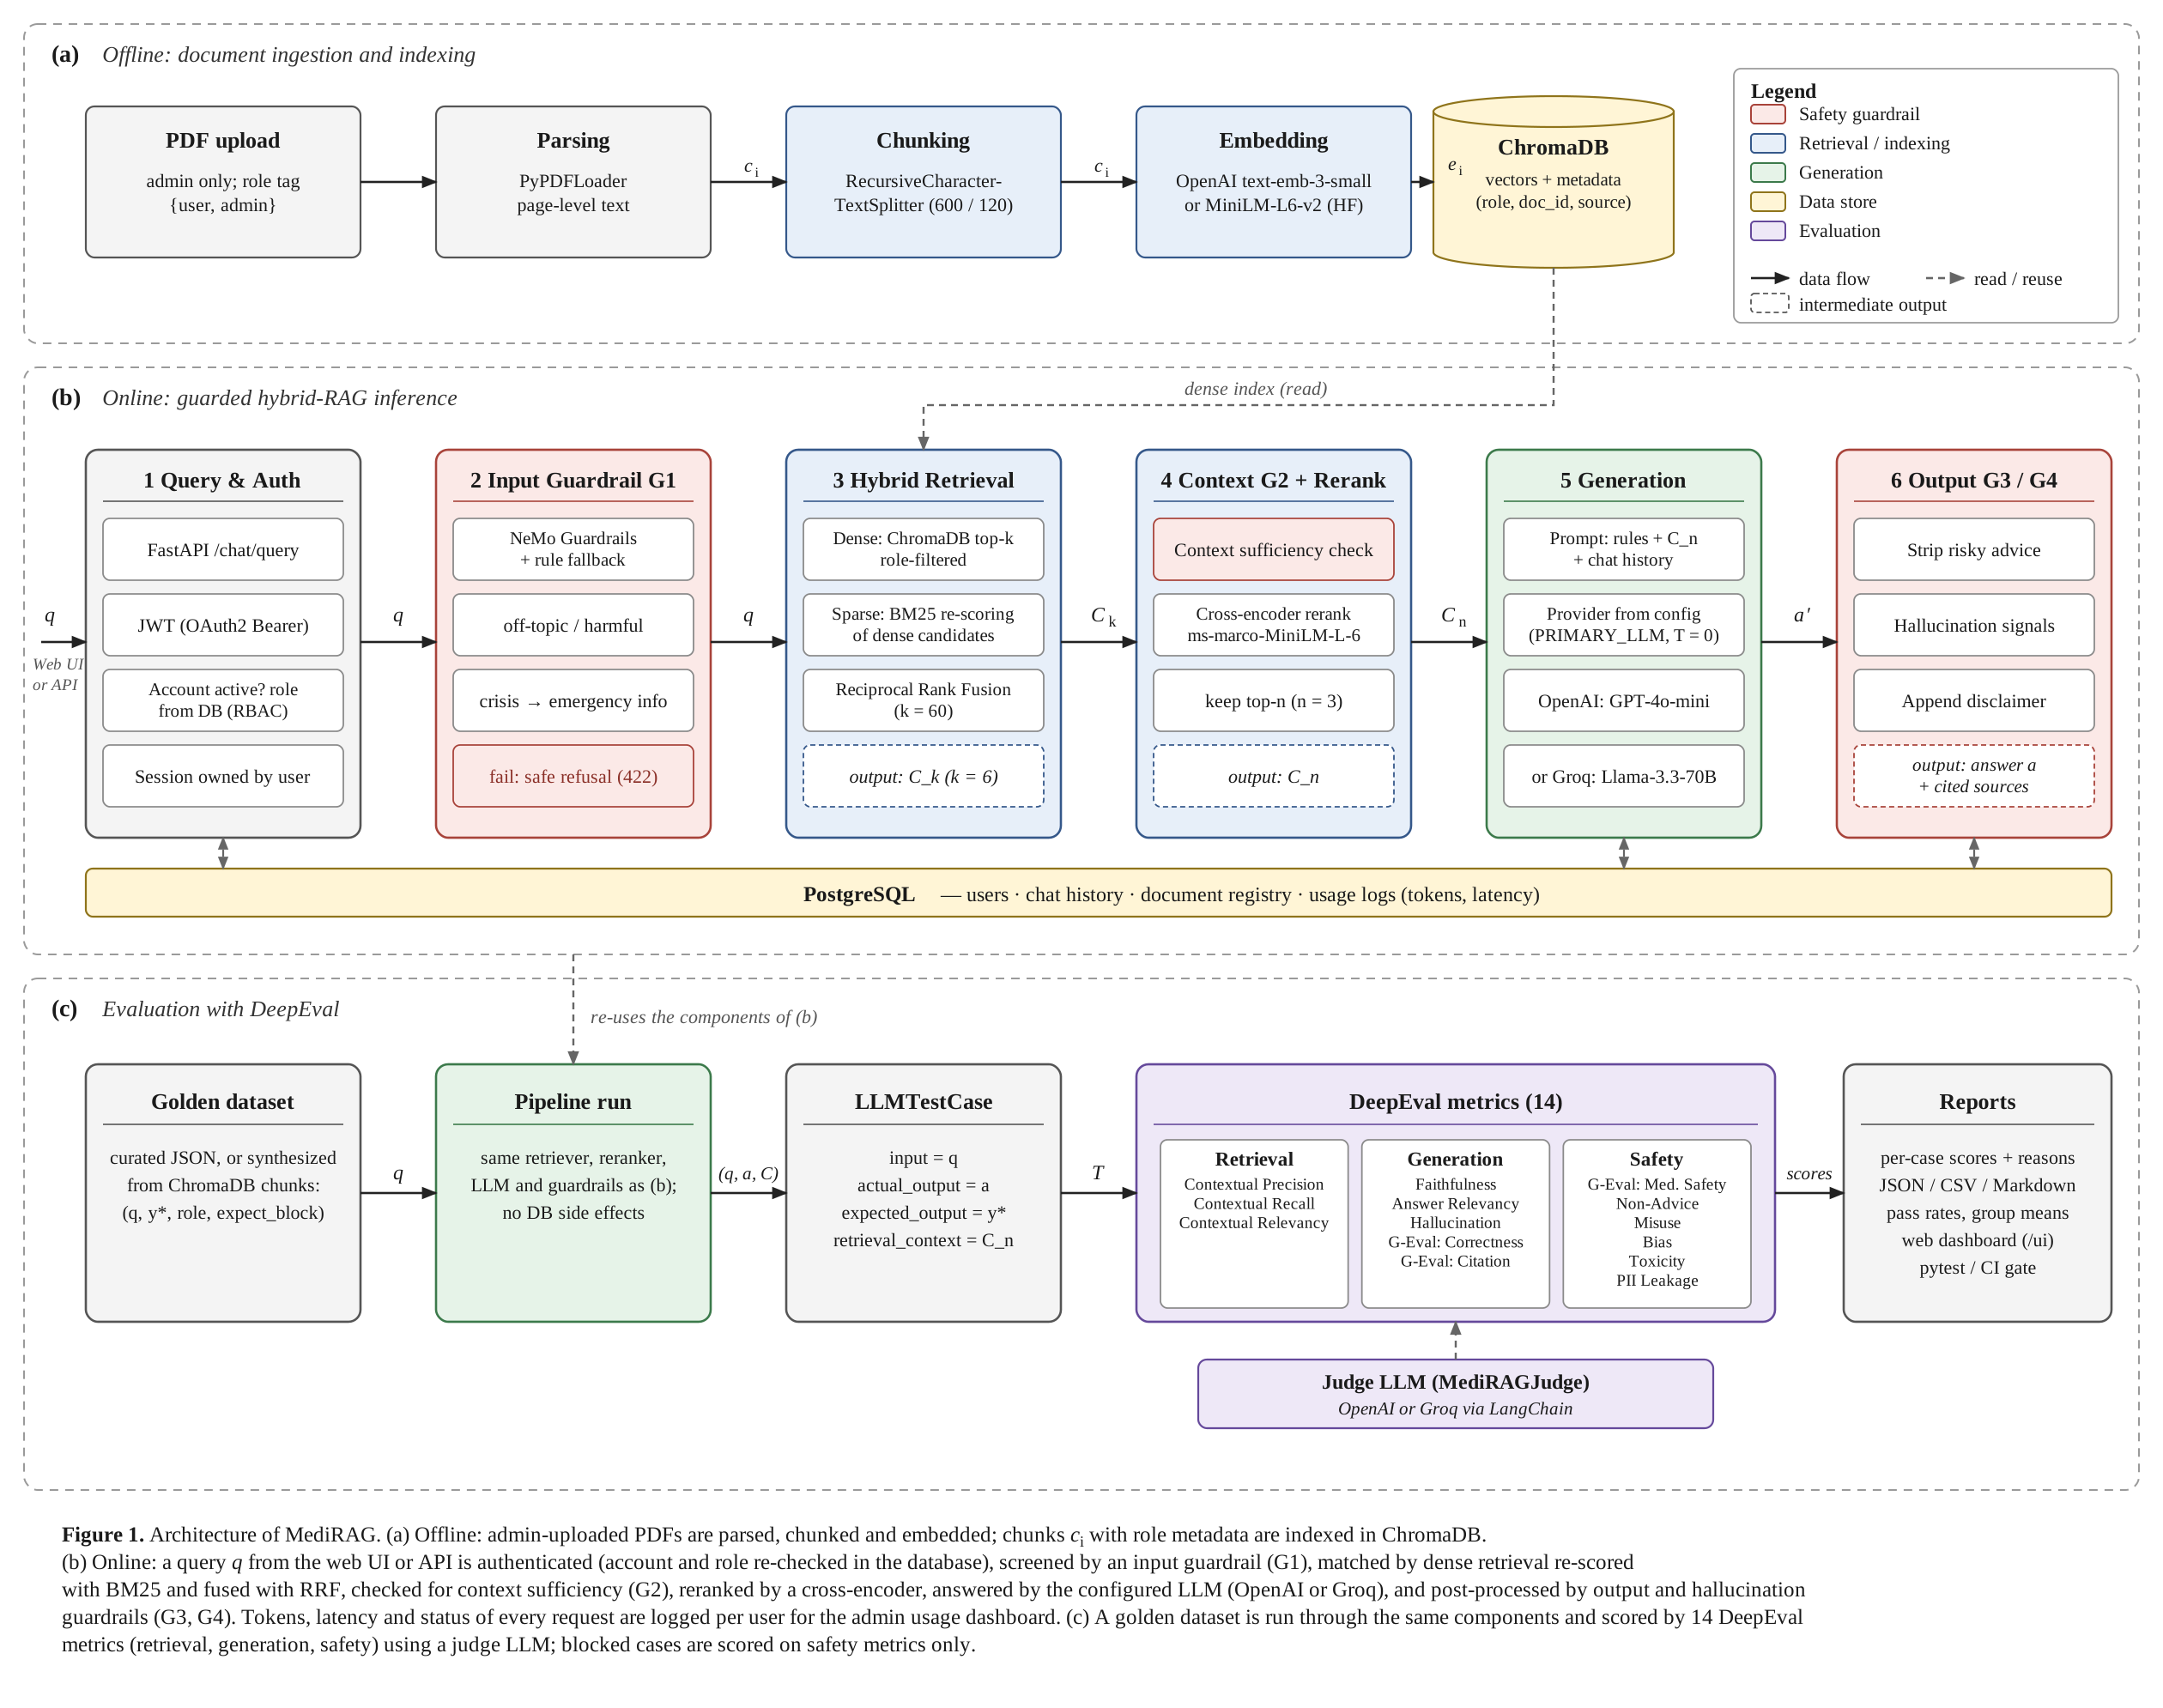 (a) Offline: document ingestion and indexing
PDF upload
admin only; role tag
{user, admin}
Parsing
PyPDFLoader
page-level text
c i
Chunking
RecursiveCharacter-
TextSplitter (600 / 120)
c i
Embedding
OpenAI text-emb-3-small
or MiniLM-L6-v2 (HF)
e i
ChromaDB
vectors + metadata
(role, doc_id, source)
Legend
Safety guardrail
Retrieval / indexing
Generation
Data store
Evaluation
data flow
read / reuse
intermediate output
(b) Online: guarded hybrid-RAG inference
dense index (read)
q
Web UI
or API
1 Query & Auth
FastAPI /chat/query
JWT (OAuth2 Bearer)
Account active? role
from DB (RBAC)
Session owned by user
q
2 Input Guardrail G1
NeMo Guardrails
+ rule fallback
off-topic / harmful
crisis → emergency info
fail: safe refusal (422)
q
3 Hybrid Retrieval
Dense: ChromaDB top-k
role-filtered
Sparse: BM25 re-scoring
of dense candidates
Reciprocal Rank Fusion
(k = 60)
output: C_k (k = 6)
C k
4 Context G2 + Rerank
Context sufficiency check
Cross-encoder rerank
ms-marco-MiniLM-L-6
keep top-n (n = 3)
output: C_n
C n
5 Generation
Prompt: rules + C_n
+ chat history
Provider from config
(PRIMARY_LLM, T = 0)
OpenAI: GPT-4o-mini
or Groq: Llama-3.3-70B
a′
6 Output G3 / G4
Strip risky advice
Hallucination signals
Append disclaimer
output: answer a
+ cited sources
PostgreSQL — users · chat history · document registry · usage logs (tokens, latency)
(c) Evaluation with DeepEval
re-uses the components of (b)
Golden dataset
curated JSON, or synthesized
from ChromaDB chunks:
(q, y*, role, expect_block)
q
Pipeline run
same retriever, reranker,
LLM and guardrails as (b);
no DB side effects
(q, a, C)
LLMTestCase
input = q
actual_output = a
expected_output = y*
retrieval_context = C_n
T
DeepEval metrics (14)
Retrieval
Contextual Precision
Contextual Recall
Contextual Relevancy
Generation
Faithfulness
Answer Relevancy
Hallucination
G-Eval: Correctness
G-Eval: Citation
Safety
G-Eval: Med. Safety
Non-Advice
Misuse
Bias
Toxicity
PII Leakage
scores
Reports
per-case scores + reasons
JSON / CSV / Markdown
pass rates, group means
web dashboard (/ui)
pytest / CI gate
Judge LLM (MediRAGJudge)
OpenAI or Groq via LangChain
Figure 1. Architecture of MediRAG. (a) Offline: admin-uploaded PDFs are parsed, chunked and embedded; chunks ci with role metadata are indexed in ChromaDB.
(b) Online: a query q from the web UI or API is authenticated (account and role re-checked in the database), screened by an input guardrail (G1), matched by dense retrieval re-scored
with BM25 and fused with RRF, checked for context sufficiency (G2), reranked by a cross-encoder, answered by the configured LLM (OpenAI or Groq), and post-processed by output and hallucination
guardrails (G3, G4). Tokens, latency and status of every request are logged per user for the admin usage dashboard. (c) A golden dataset is run through the same components and scored by 14 DeepEval
metrics (retrieval, generation, safety) using a judge LLM; blocked cases are scored on safety metrics only.